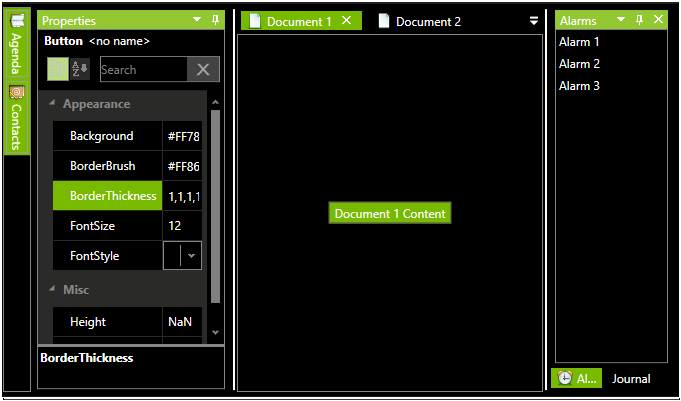 Agenda
Contacts
Properties
Button <no name>
Search
Appearance
Background #FF78
BorderBrush #FF86
BorderThickness 1,1,1,1
FontSize 12
FontStyle
Misc
Height NaN
BorderThickness
Document 1
Document 2
Document 1 Content
Alarms
Alarm 1
Alarm 2
Alarm 3
Al...
Journal